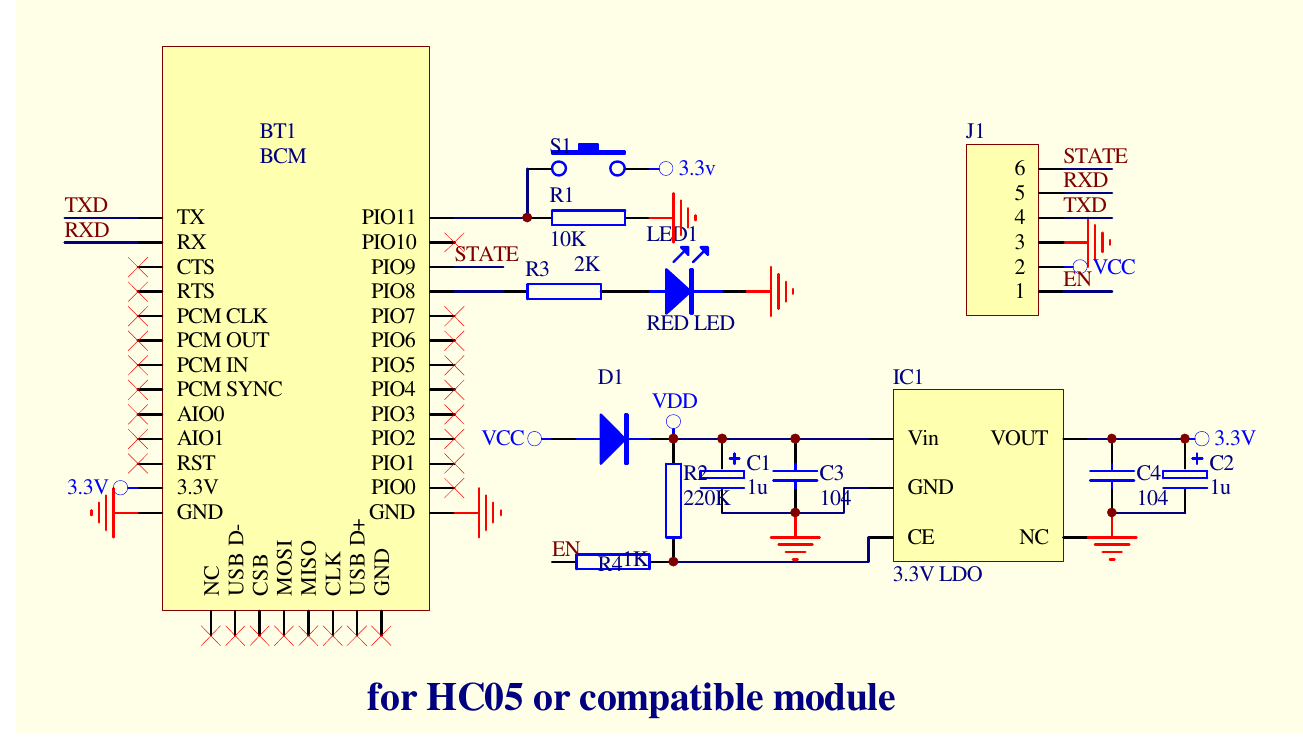 BT1
BCM
TXD
RXD
TX
RX
CTS
RTS
PCM CLK
PCM OUT
PCM IN
PCM SYNC
AIO0
AIO1
RST
3.3V
3.3V
GND
PIO11
PIO10
PIO9
PIO8
PIO7
PIO6
PIO5
PIO4
PIO3
PIO2
PIO1
PIO0
GND
NC
USB D-
CSB
MOSI
MISO
CLK
USB D+
GND
S1
3.3v
R1
10K
STATE
R3
2K
LED1
RED LED
J1
6
5
4
3
2
1
STATE
RXD
TXD
VCC
EN
D1
VCC
VDD
R2
220K
C1
1u
C3
104
EN
R4
1K
IC1
Vin
GND
CE
VOUT
NC
3.3V LDO
3.3V
C4
104
C2
1u
for HC05 or compatible module